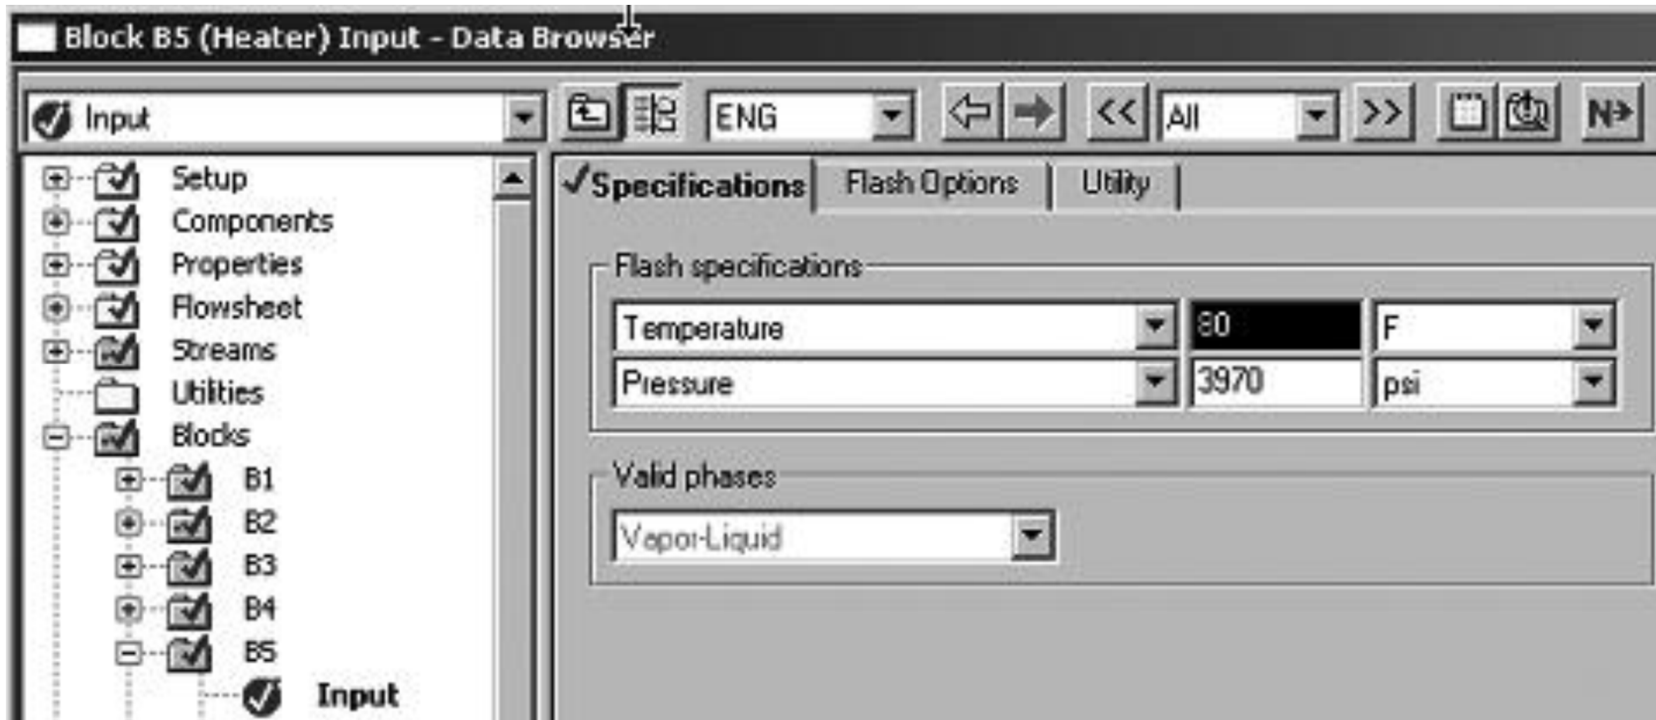 Block B5 (Heater) Input - Data Browser
Input
ENG
<<
All
>>
N
Setup
Components
Properties
Flowsheet
Streams
Utilities
Blocks
B1
B2
B3
B4
B5
Input
Specifications Flash Options Utility
Flash specifications
Temperature 80 F
Pressure 3970 psi
Valid phases
Vapor-Liquid